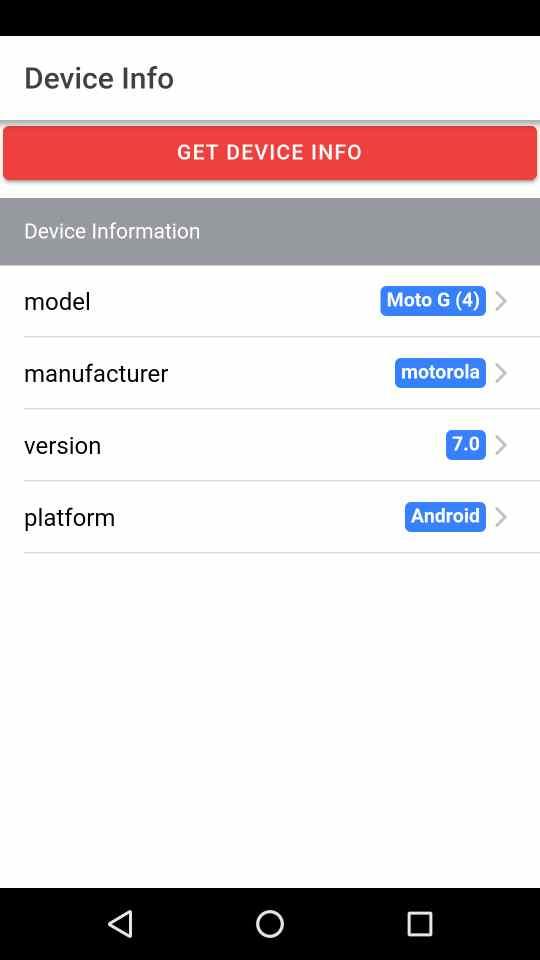 Device Info
GET DEVICE INFO
Device Information
model Moto G (4)
manufacturer motorola
version 7.0
platform Android